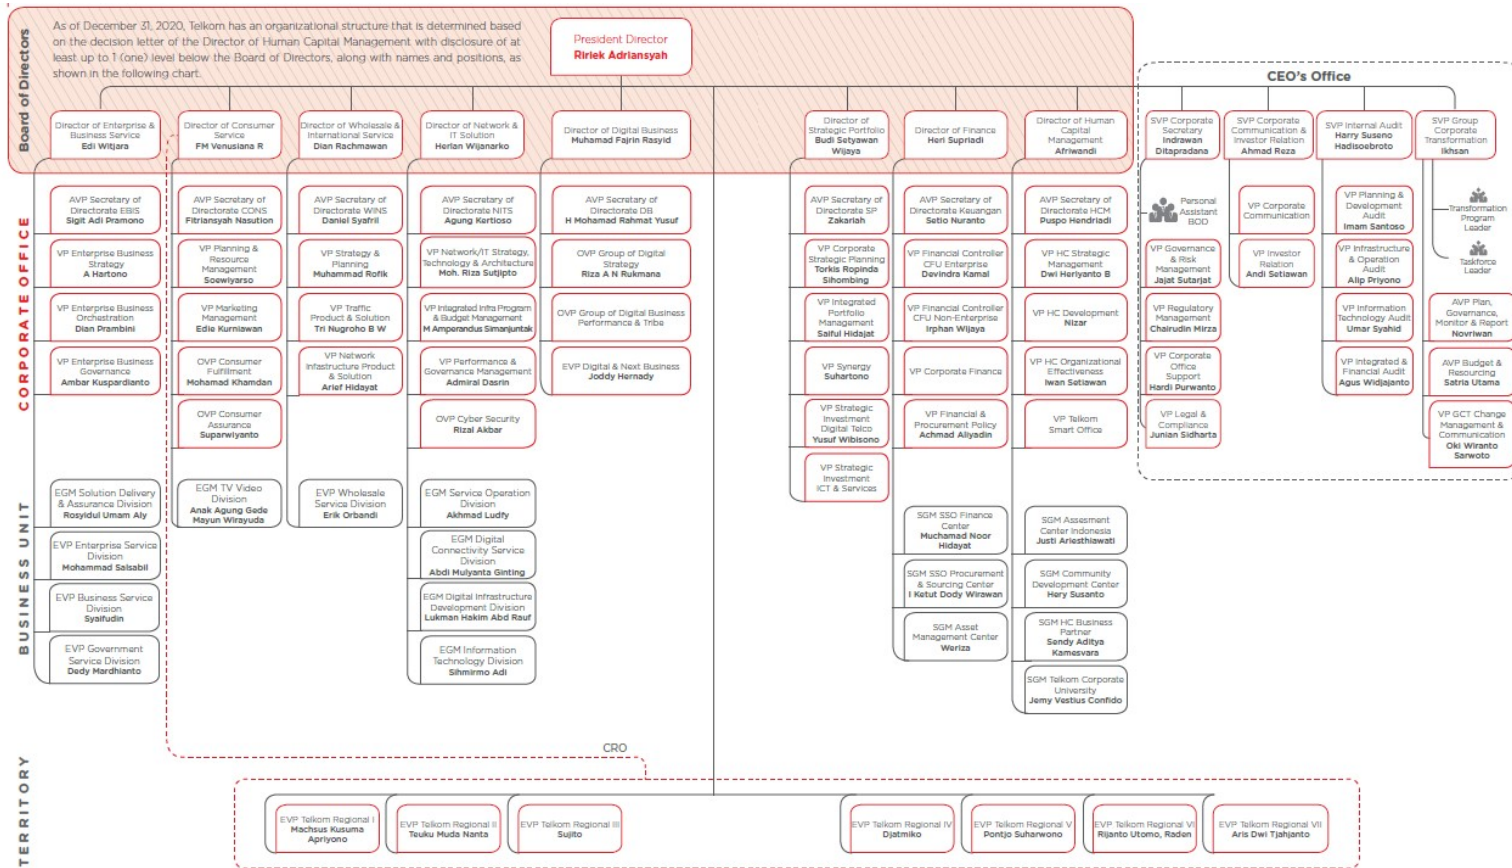 Board of Directors
As of December 31, 2020, Telkom has an organizational structure that is determined based
on the decision letter of the Director of Human Capital Management with disclosure of at
least up to 1 (one) level below the Board of Directors, along with names and positions, as
shown in the following chart.
President Director
Ririek Adriansyah
CEO's Office
Director of Enterprise &
Business Service
Edi Witjara
Director of Consumer
Service
FM Venusiana R
Director of Wholesale &
International Service
Dian Rachmawan
Director of Network &
IT Solution
Herlan Wijanarko
Director of Digital Business
Muhamad Fajrin Rasyid
Director of
Strategic Portfolio
Budi Setyawan
Wijaya
Director of Finance
Heri Supriadi
Director of Human
Capital
Management
Afriwandi
SVP Corporate
Secretary
Indrawan
Ditapradana
SVP Corporate
Communication &
Investor Relation
Ahmad Reza
SVP Internal Audit
Harry Suseno
Hadisoebroto
SVP Group
Corporate
Transformation
Ikhsan
CORPORATE OFFICE
AVP Secretary of
Directorate EBIS
Sigit Adi Pramono
VP Enterprise Business
Strategy
A Hartono
VP Enterprise Business
Orchestration
Dian Prambini
VP Enterprise Business
Governance
Ambar Kuspardianto
AVP Secretary of
Directorate CONS
Fitriansyah Nasution
VP Planning &
Resource
Management
Soewiyarso
VP Marketing
Management
Edie Kurniawan
OVP Consumer
Fulfillment
Mohamad Khamdan
OVP Consumer
Assurance
Suparwiyanto
AVP Secretary of
Directorate WINS
Daniel Syafril
VP Strategy &
Planning
Muhammad Rofik
VP Traffic
Product & Solution
Tri Nugroho B W
VP Network
Infastructure Product
& Solution
Arief Hidayat
AVP Secretary of
Directorate NITS
Agung Kertioso
VP Network/IT Strategy,
Technology & Architecture
Moh. Riza Sutjipto
VP Integrated Infra Program
& Budget Management
M Amperandus Simanjuntak
VP Performance &
Governance Management
Admiral Dasrin
OVP Cyber Security
Rizal Akbar
AVP Secretary of
Directorate DB
H Mohamad Rahmat Yusuf
OVP Group of Digital
Strategy
Riza A N Rukmana
OVP Group of Digital Business
Performance & Tribe
EVP Digital & Next Business
Joddy Hernady
AVP Secretary of
Directorate SP
Zakariah
VP Corporate
Strategic Planning
Torkis Ropinda
Sihombing
VP Integrated
Portfolio
Management
Saiful Hidajat
VP Synergy
Suhartono
VP Strategic
Investment
Digital Telco
Yusuf Wibisono
VP Strategic
Investment
ICT & Services
AVP Secretary of
Directorate Keuangan
Setio Nuranto
VP Financial Controller
CFU Enterprise
Devindra Kamal
VP Financial Controller
CFU Non-Enterprise
Irphan Wijaya
VP Corporate Finance
VP Financial &
Procurement Policy
Achmad Aliyadin
AVP Secretary of
Directorate HCM
Puspo Hendriadi
VP HC Strategic
Management
Dwi Heriyanto B
VP HC Development
Nizar
VP HC Organizational
Effectiveness
Iwan Setiawan
VP Telkom
Smart Office
Personal
Assistant
BOD
VP Governance
& Risk
Management
Jajat Sutarjat
VP Regulatory
Management
Chairudin Mirza
VP Corporate
Office
Support
Hardi Purwanto
VP Legal &
Compliance
Junian Sidharta
VP Corporate
Communication
VP Investor
Relation
Andi Setiawan
VP Planning &
Development
Audit
Imam Santoso
VP Infrastructure
& Operation
Audit
Alip Priyono
VP Information
Technology Audit
Umar Syahid
VP Integrated &
Financial Audit
Agus Widjajanto
Transformation
Program
Leader
Taskforce
Leader
AVP Plan,
Governance,
Monitor & Report
Novriwan
AVP Budget &
Resourcing
Satria Utama
VP GCT Change
Management &
Communication
Oki Wiranto
Sarwoto
BUSINESS UNIT
EGM Solution Delivery
& Assurance Division
Rosyidul Umam Aly
EVP Enterprise Service
Division
Mohammad Salsabil
EVP Business Service
Division
Syaifudin
EVP Government
Service Division
Dedy Mardhianto
EGM TV Video
Division
Anak Agung Gede
Mayun Wirayuda
EVP Wholesale
Service Division
Erik Orbandi
EGM Service Operation
Division
Akhmad Ludfy
EGM Digital
Connectivity Service
Division
Abdi Mulyanta Ginting
EGM Digital Infrastructure
Development Division
Lukman Hakim Abd Rauf
EGM Information
Technology Division
Sihmirmo Adi
SGM SSO Finance
Center
Muchamad Noor
Hidayat
SGM SSO Procurement
& Sourcing Center
I Ketut Dody Wirawan
SGM Asset
Management Center
Weriza
SGM Assesment
Center Indonesia
Justi Ariesthiawati
SGM Community
Development Center
Hery Susanto
SGM HC Business
Partner
Sendy Aditya
Kamesvara
SGM Telkom Corporate
University
Jemy Vestius Confido
TERRITORY
CRO
EVP Telkom Regional I
Machsus Kusuma
Apriyono
EVP Telkom Regional II
Teuku Muda Nanta
EVP Telkom Regional III
Sujito
EVP Telkom Regional IV
Djatmiko
EVP Telkom Regional V
Pontjo Suharwono
EVP Telkom Regional VI
Rijanto Utomo, Raden
EVP Telkom Regional VII
Aris Dwi Tjahjanto